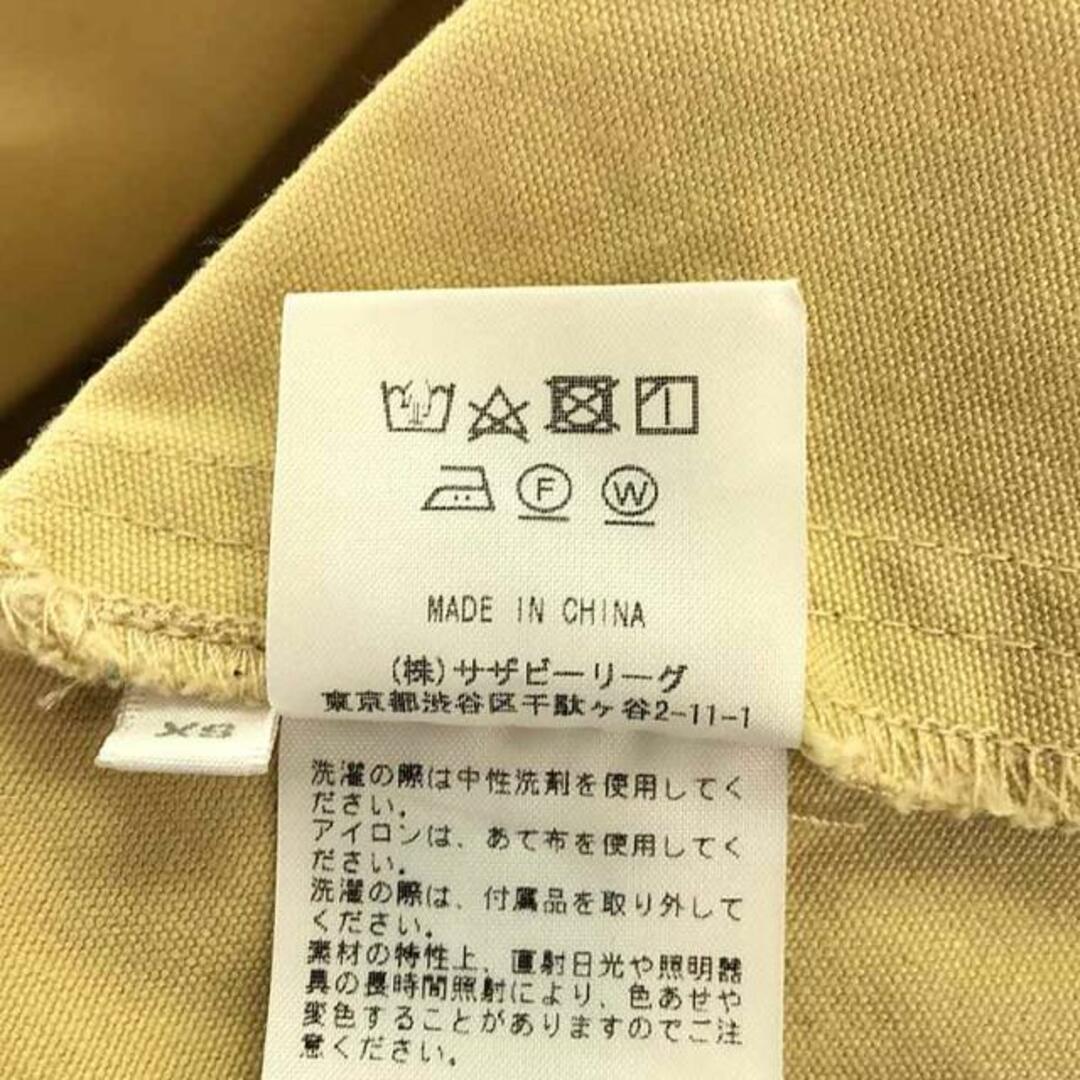 F W
MADE IN CHINA
(株)サザビーリーグ
東京都渋谷区千駄ヶ谷2-11-1
洗濯の際は中性洗剤を使用してく
ださい.
アイロンは、あて布を使用してく
ださい.
洗濯の際は、付属品を取り外して
ください.
素材の特性上、直射日光や照明器
具の長時間照射により、色あせや
変色することがありますのでご注
意ください.